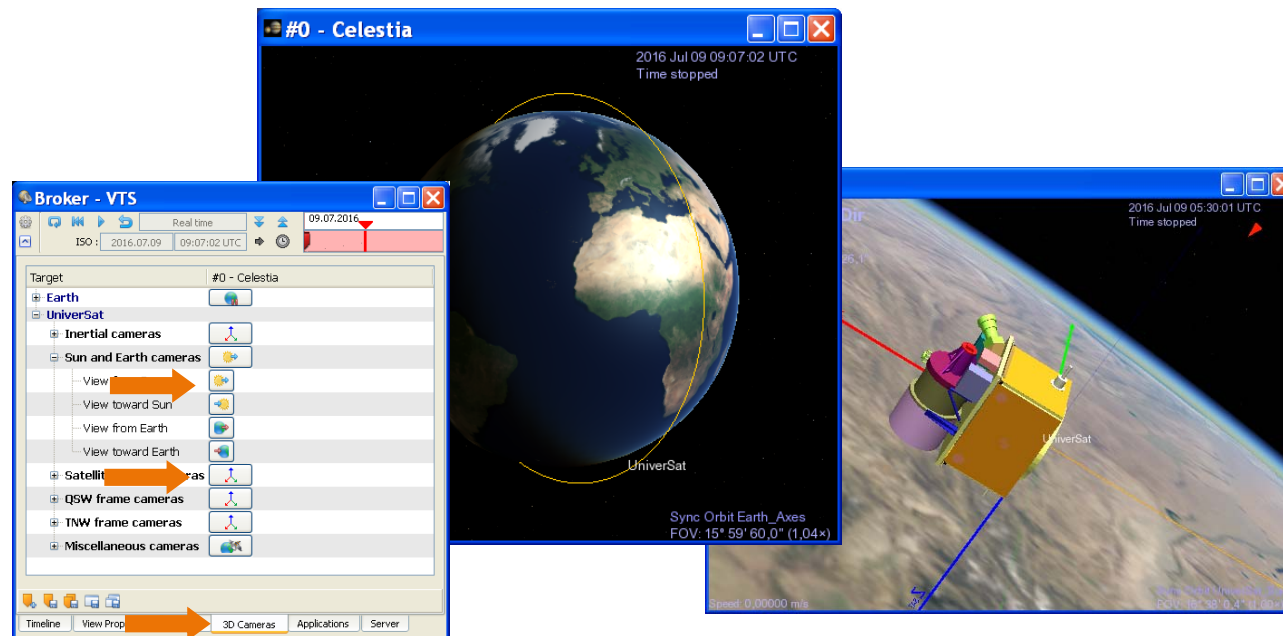 #0 - Celestia
2016 Jul 09 09:07:02 UTC
Time stopped
UniverSat
Sync Orbit Earth_Axes
FOV: 15° 59' 60,0" (1,04×)
Broker - VTS
Real time
09.07.2016
ISO :
2016.07.09
09:07:02 UTC
Target
#0 - Celestia
Earth
UniverSat
Inertial cameras
Sun and Earth cameras
View
View toward Sun
View from Earth
View toward Earth
Satellit
ras
QSW frame cameras
TNW frame cameras
Miscellaneous cameras
Timeline
View Prop
3D Cameras
Applications
Server
2016 Jul 09 05:30:01 UTC
Time stopped
Dir
26.1
UniverSat
Speed: 0,00000 m/s